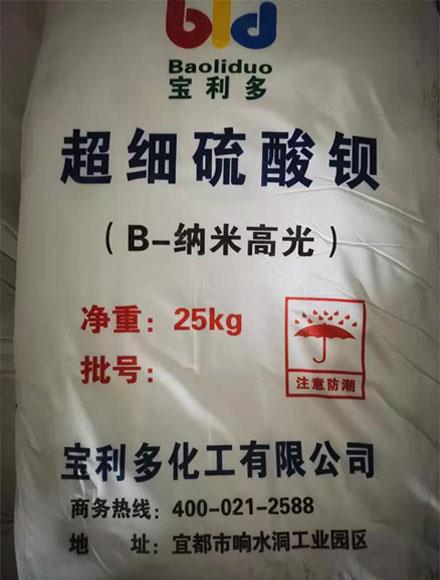 bld
Baoliduo
宝利多
超细硫酸钡
（B-纳米高光）
净重：25kg
批号：
注意防潮
宝利多化工有限公司
商务热线：400-021-2588
地 址：宜都市响水洞工业园区